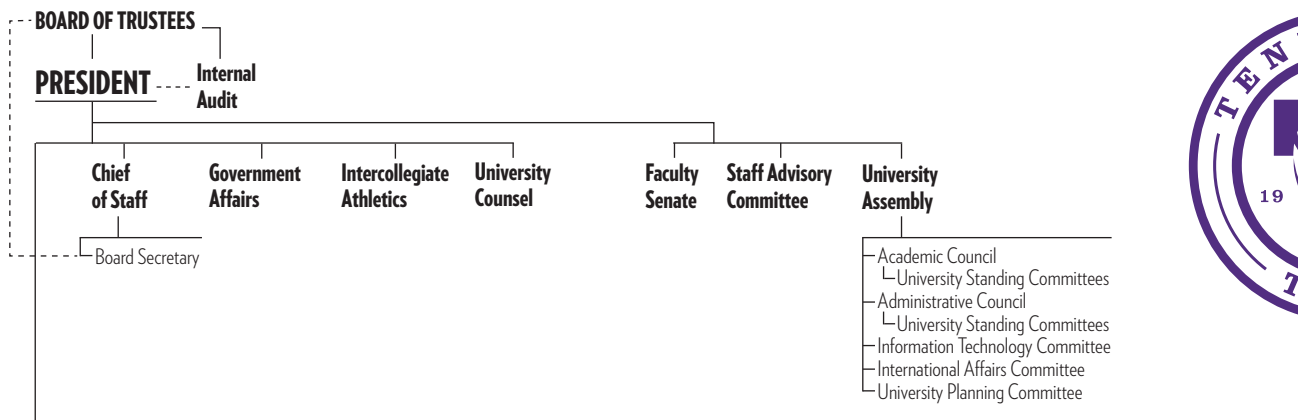 BOARD OF TRUSTEES
PRESIDENT
Internal
Audit
Chief
of Staff
Government
Affairs
Intercollegiate
Athletics
University
Counsel
Faculty
Senate
Staff Advisory
Committee
University
Assembly
Board Secretary
Academic Council
University Standing Committees
Administrative Council
University Standing Committees
Information Technology Committee
International Affairs Committee
University Planning Committee
19